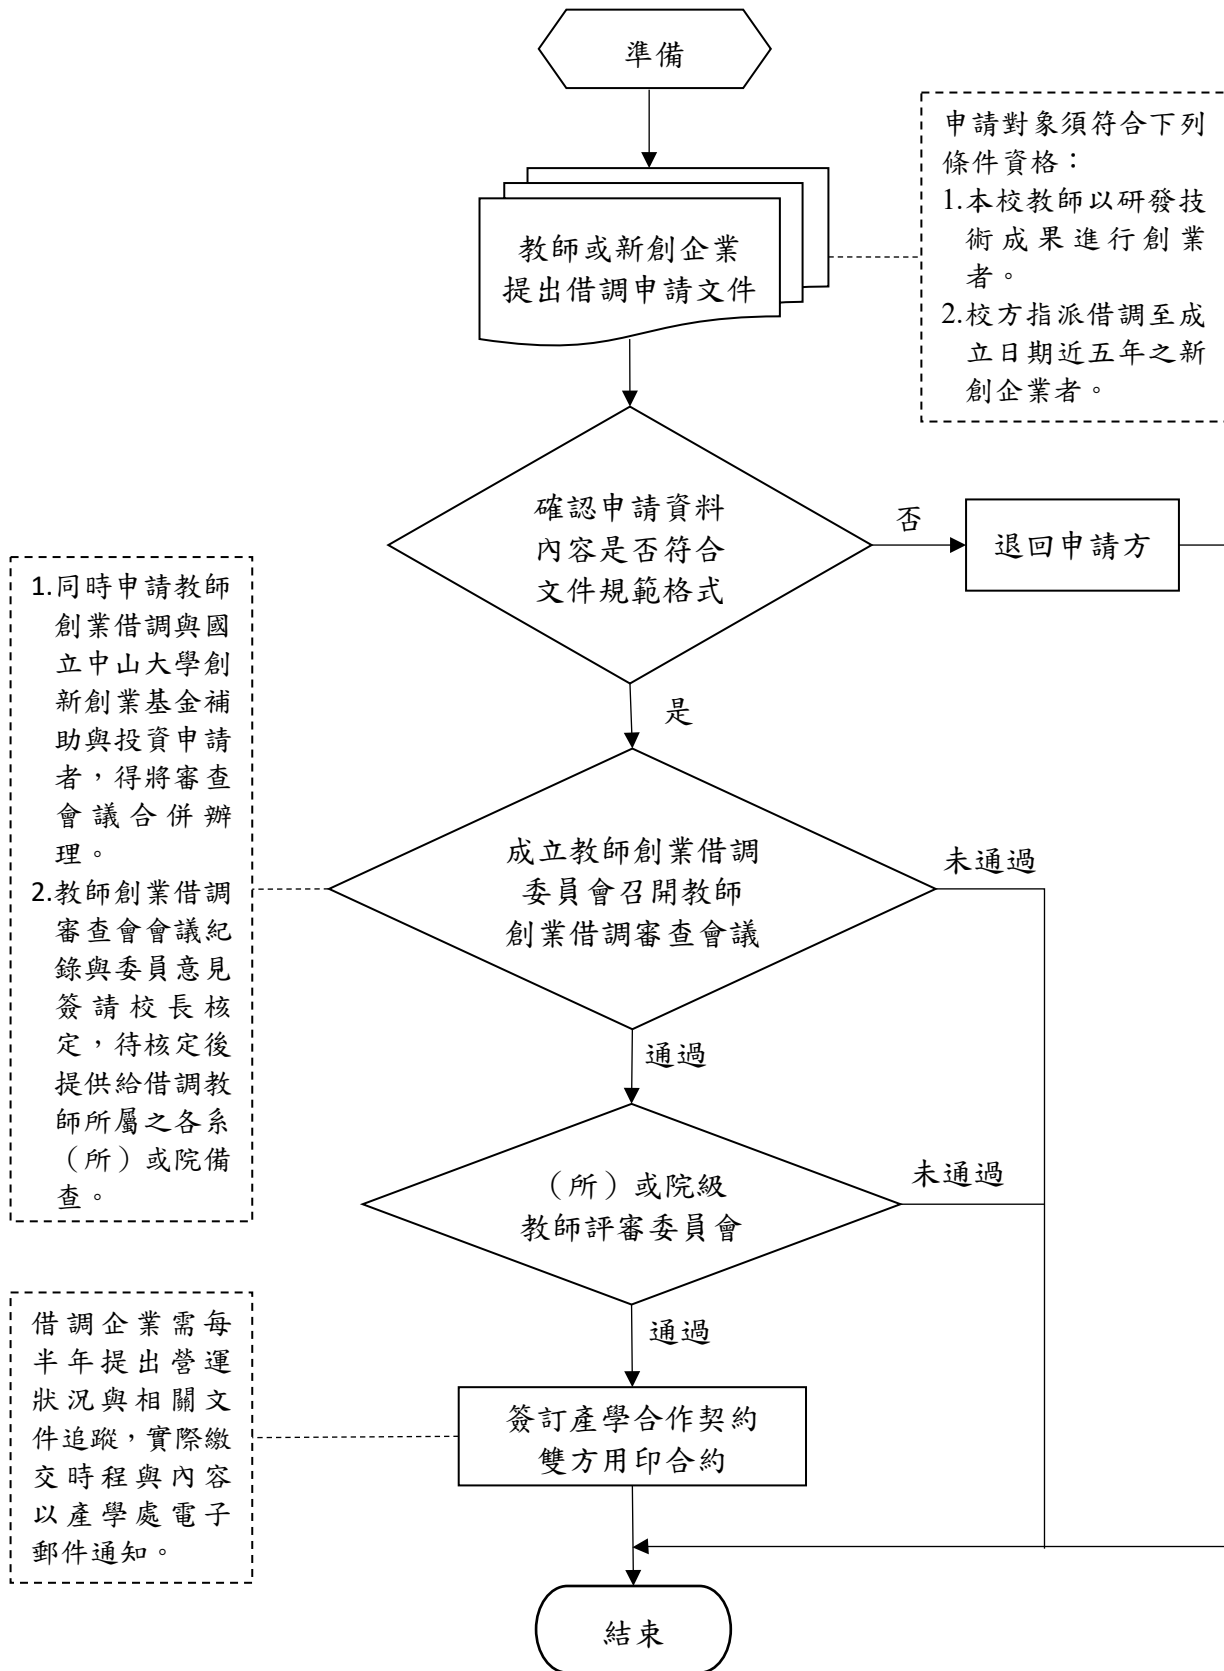 準備
申請對象須符合下列
條件資格：
1.本校教師以研發技
術成果進行創業
者。
2.校方指派借調至成
立日期近五年之新
創企業者。
教師或新創企業
提出借調申請文件
確認申請資料
內容是否符合
文件規範格式
否
退回申請方
是
1.同時申請教師
創業借調與國
立中山大學創
新創業基金補
助與投資申請
者，得將審查
會議合併辦
理。
2.教師創業借調
審查會會議紀
錄與委員意見
簽請校長核
定，待核定後
提供給借調教
師所屬之各系
（所）或院備
查。
成立教師創業借調
委員會召開教師
創業借調審查會議
未通過
通過
（所）或院級
教師評審委員會
未通過
通過
借調企業需每
半年提出營運
狀況與相關文
件追蹤，實際繳
交時程與內容
以產學處電子
郵件通知。
簽訂產學合作契約
雙方用印合約
結束